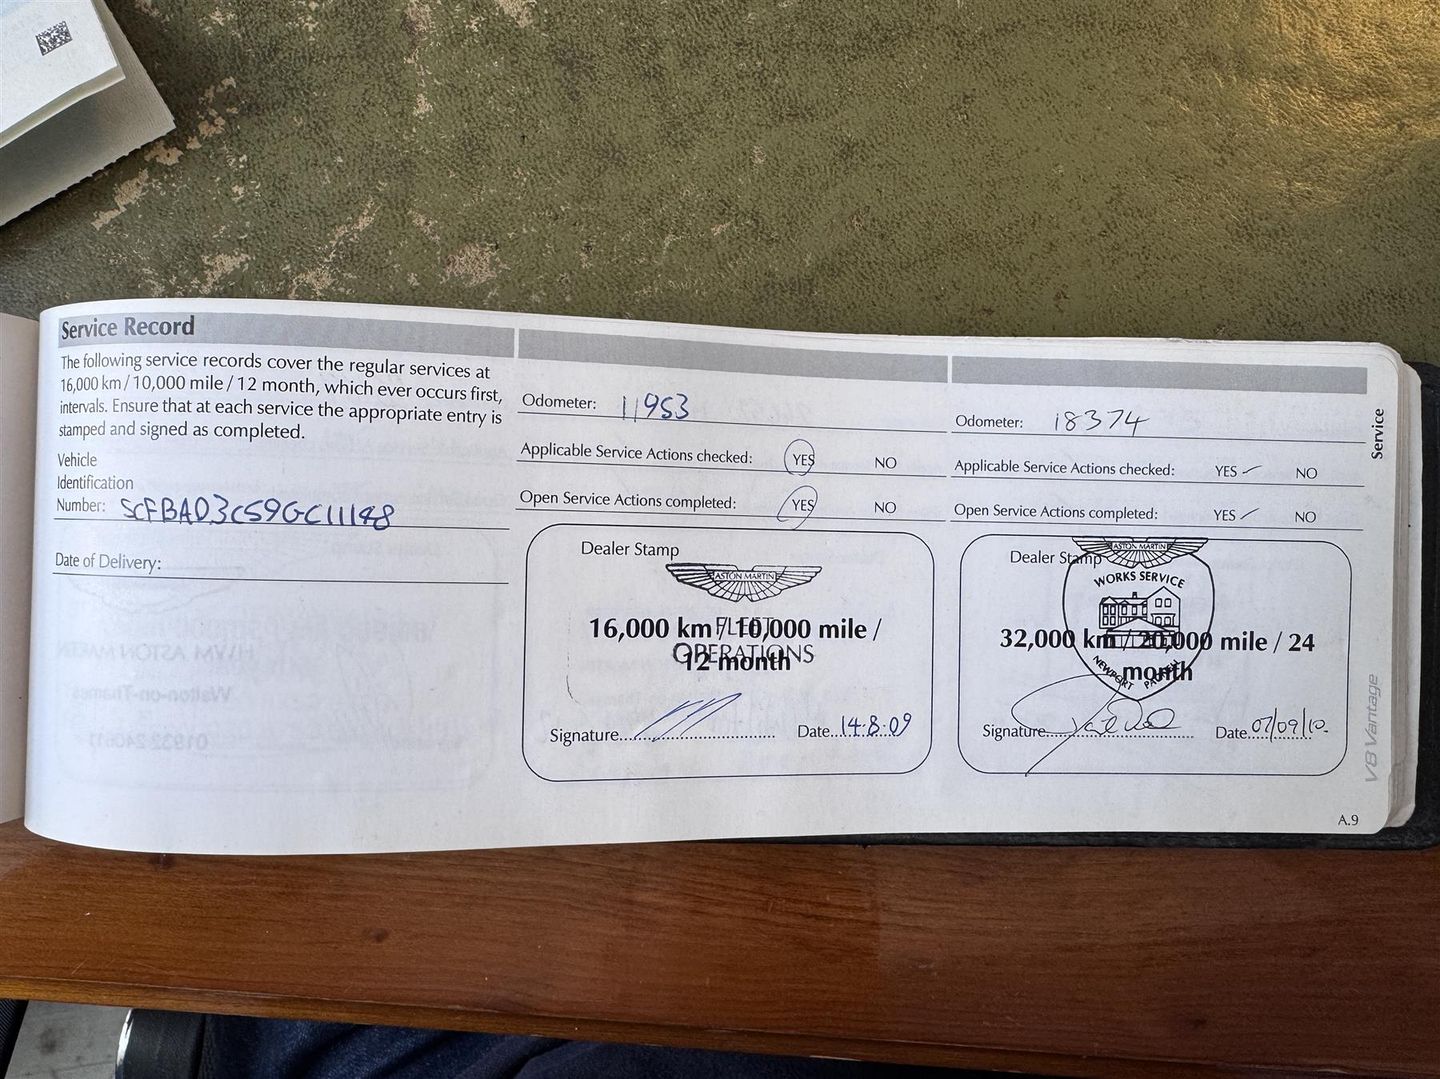 Service Record
The following service records cover the regular services at
16,000 km / 10,000 mile / 12 month, which ever occurs first,
intervals. Ensure that at each service the appropriate entry is
stamped and signed as completed.
Vehicle
Identification
Number: SCFBAD3C59GC11148
Date of Delivery:
Odometer: 11953
Applicable Service Actions checked: YES NO
Open Service Actions completed: YES NO
Dealer Stamp
ASTON MARTIN
FLEET
OPERATIONS
16,000 km / 10,000 mile /
12 month
Signature
Date 14.8.09
Odometer: 18374
Applicable Service Actions checked: YES NO
Open Service Actions completed: YES NO
Dealer Stamp
ASTON MARTIN
WORKS SERVICE
NEWPORT PAGNELL
32,000 km / 20,000 mile / 24
month
Signature
Date 07/09/10.
Service
V8 Vantage
A.9